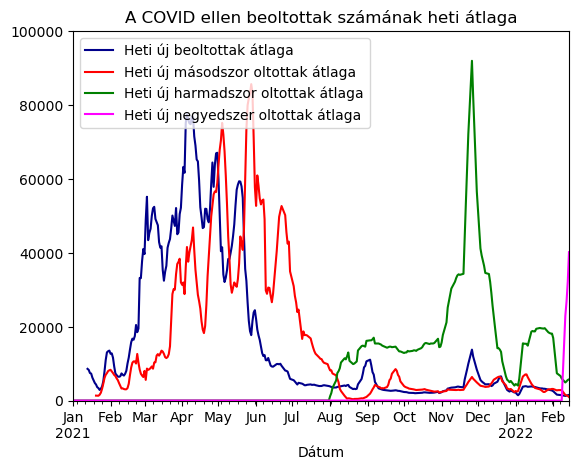 A COVID ellen beoltottak számának heti átlaga
100000
80000
60000
40000
20000
0
Heti új beoltottak átlaga
Heti új másodszor oltottak átlaga
Heti új harmadszor oltottak átlaga
Heti új negyedszer oltottak átlaga
Jan Feb Mar Apr May Jun Jul Aug Sep Oct Nov Dec Jan Feb
2021 2022
Dátum